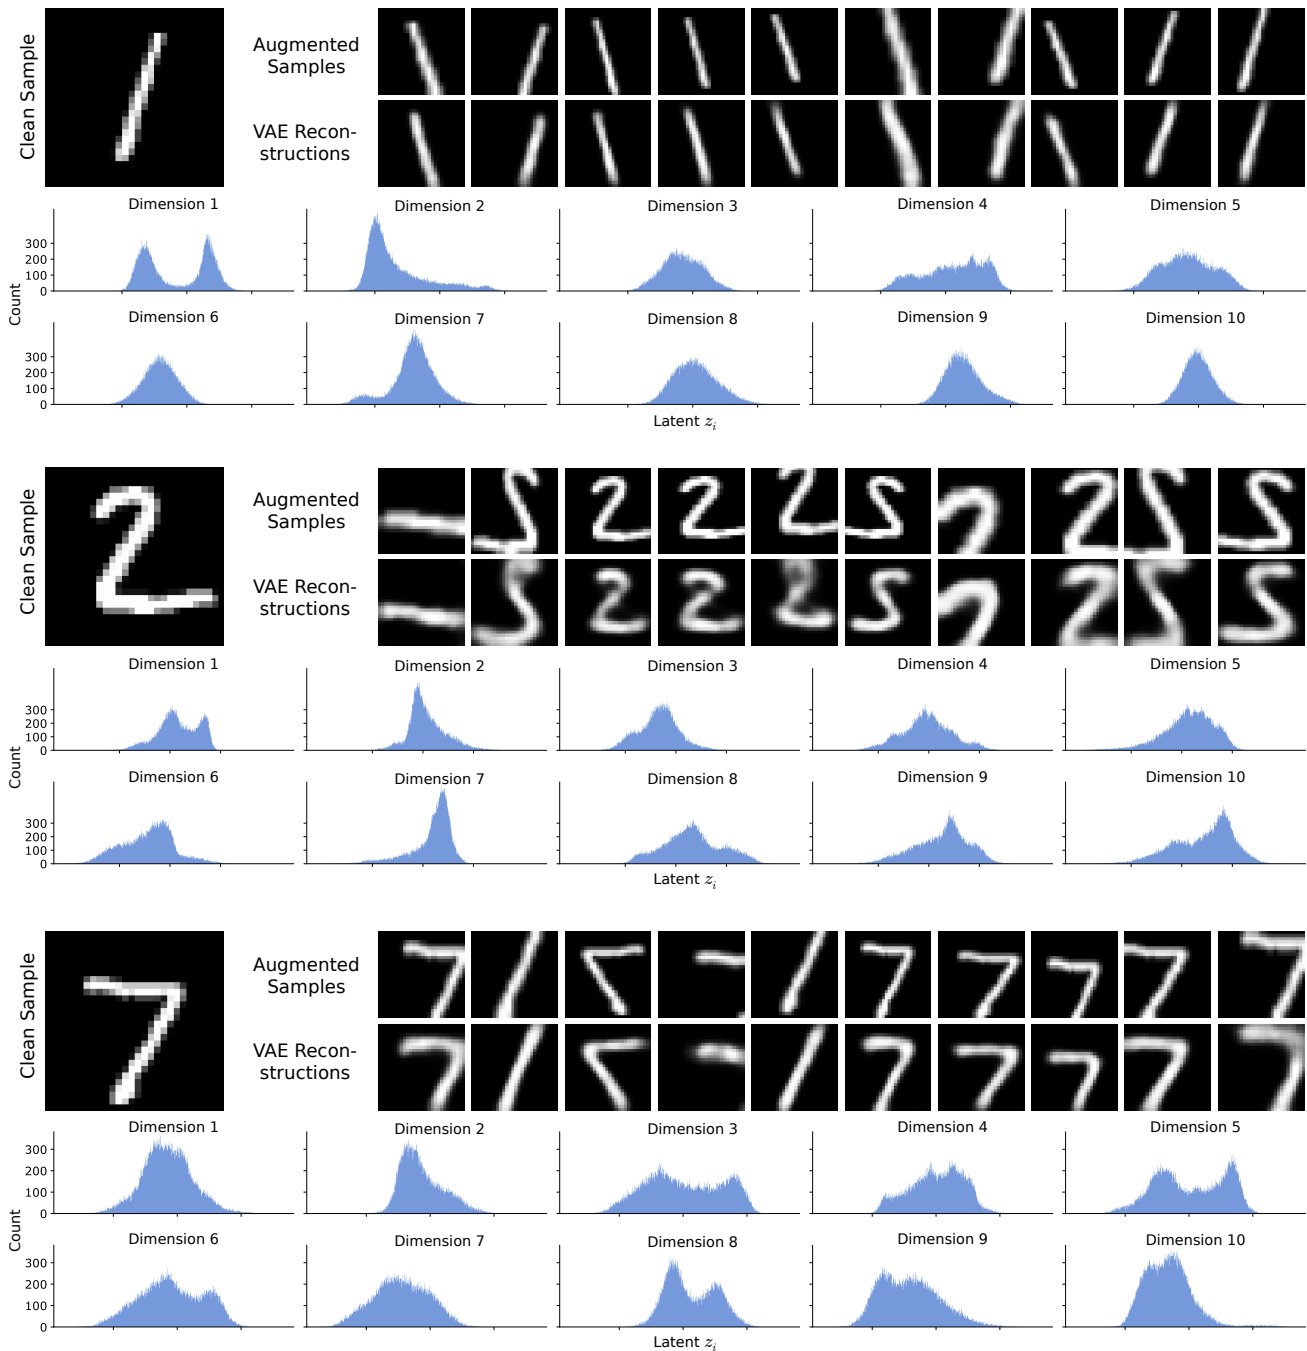 Clean Sample
Augmented
Samples
VAE Recon-
structions
Dimension 1
Dimension 2
Dimension 3
Dimension 4
Dimension 5
300
200
100
0
Count
Dimension 6
Dimension 7
Dimension 8
Dimension 9
Dimension 10
300
200
100
0
Latent z_i
Clean Sample
Augmented
Samples
VAE Recon-
structions
Dimension 1
Dimension 2
Dimension 3
Dimension 4
Dimension 5
300
200
100
0
Count
Dimension 6
Dimension 7
Dimension 8
Dimension 9
Dimension 10
300
200
100
0
Latent z_i
Clean Sample
Augmented
Samples
VAE Recon-
structions
Dimension 1
Dimension 2
Dimension 3
Dimension 4
Dimension 5
300
200
100
0
Count
Dimension 6
Dimension 7
Dimension 8
Dimension 9
Dimension 10
300
200
100
0
Latent z_i